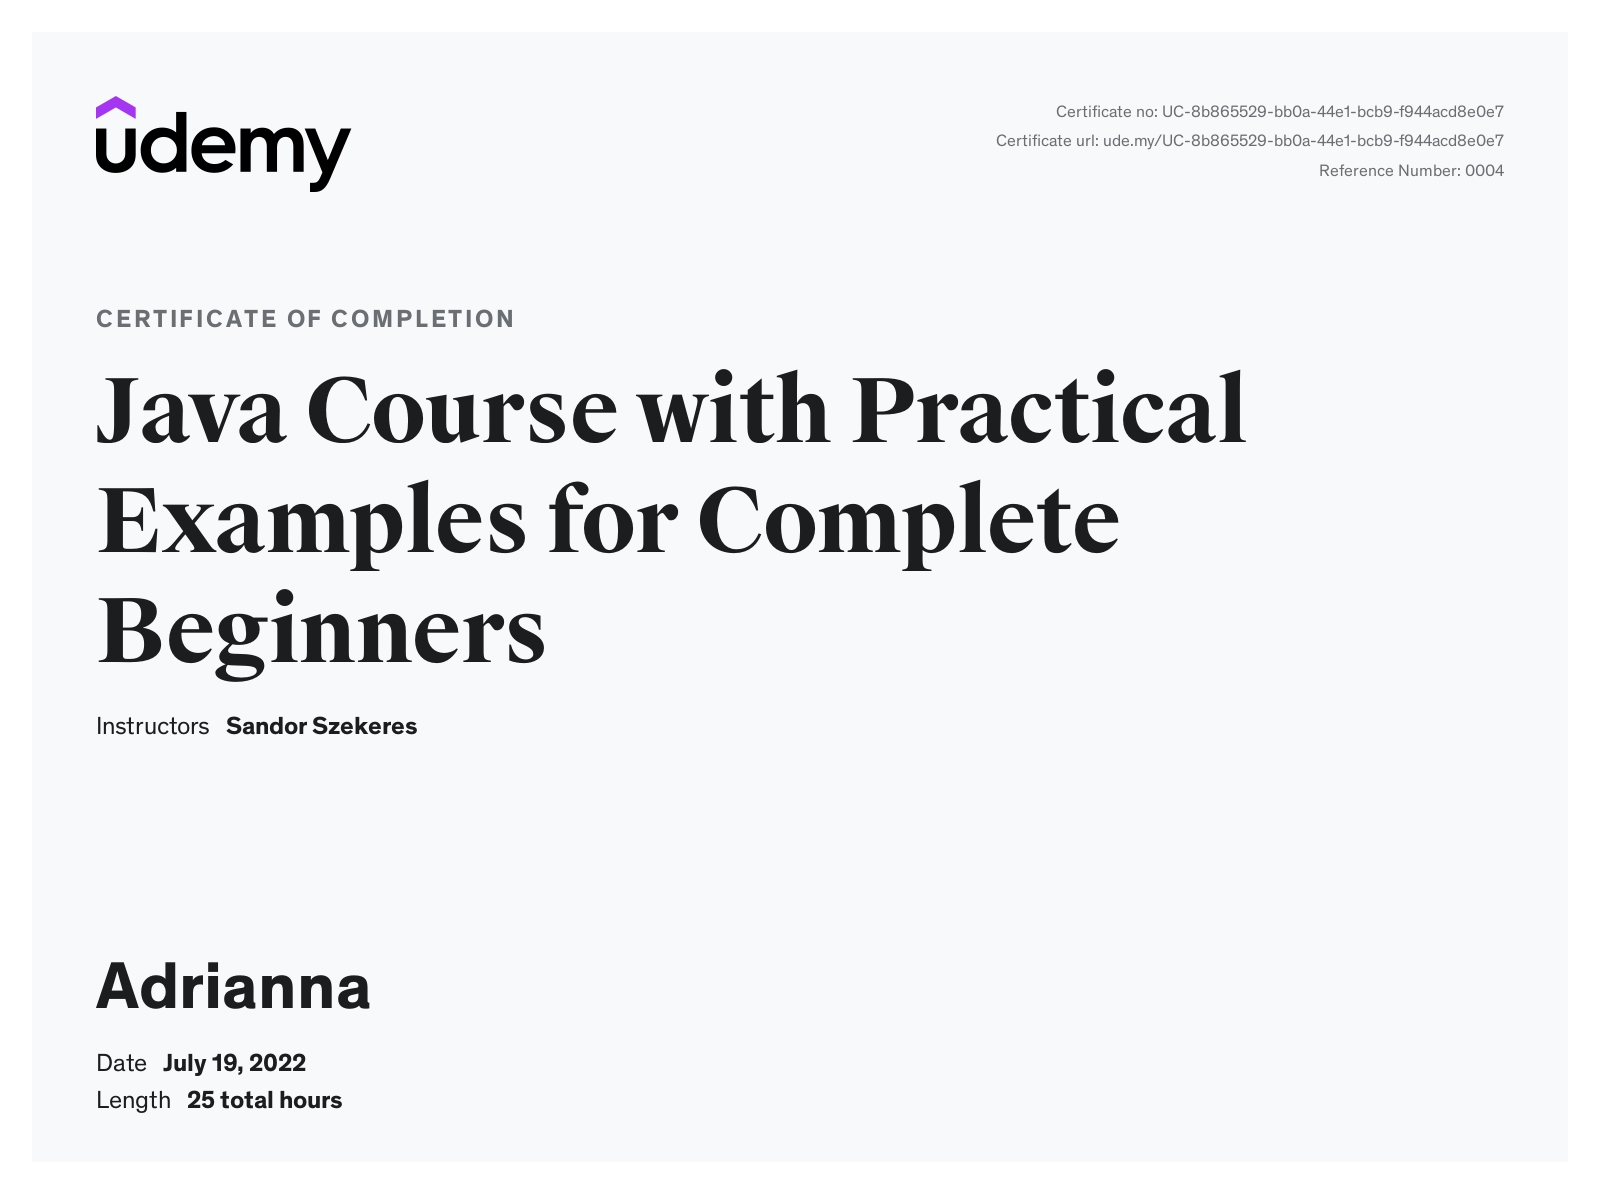 udemy
Certificate no: UC-8b865529-bb0a-44e1-bcb9-f944acd8e0e7
Certificate url: ude.my/UC-8b865529-bb0a-44e1-bcb9-f944acd8e0e7
Reference Number: 0004
CERTIFICATE OF COMPLETION
Java Course with Practical
Examples for Complete
Beginners
Instructors Sandor Szekeres
Adrianna
Date July 19, 2022
Length 25 total hours